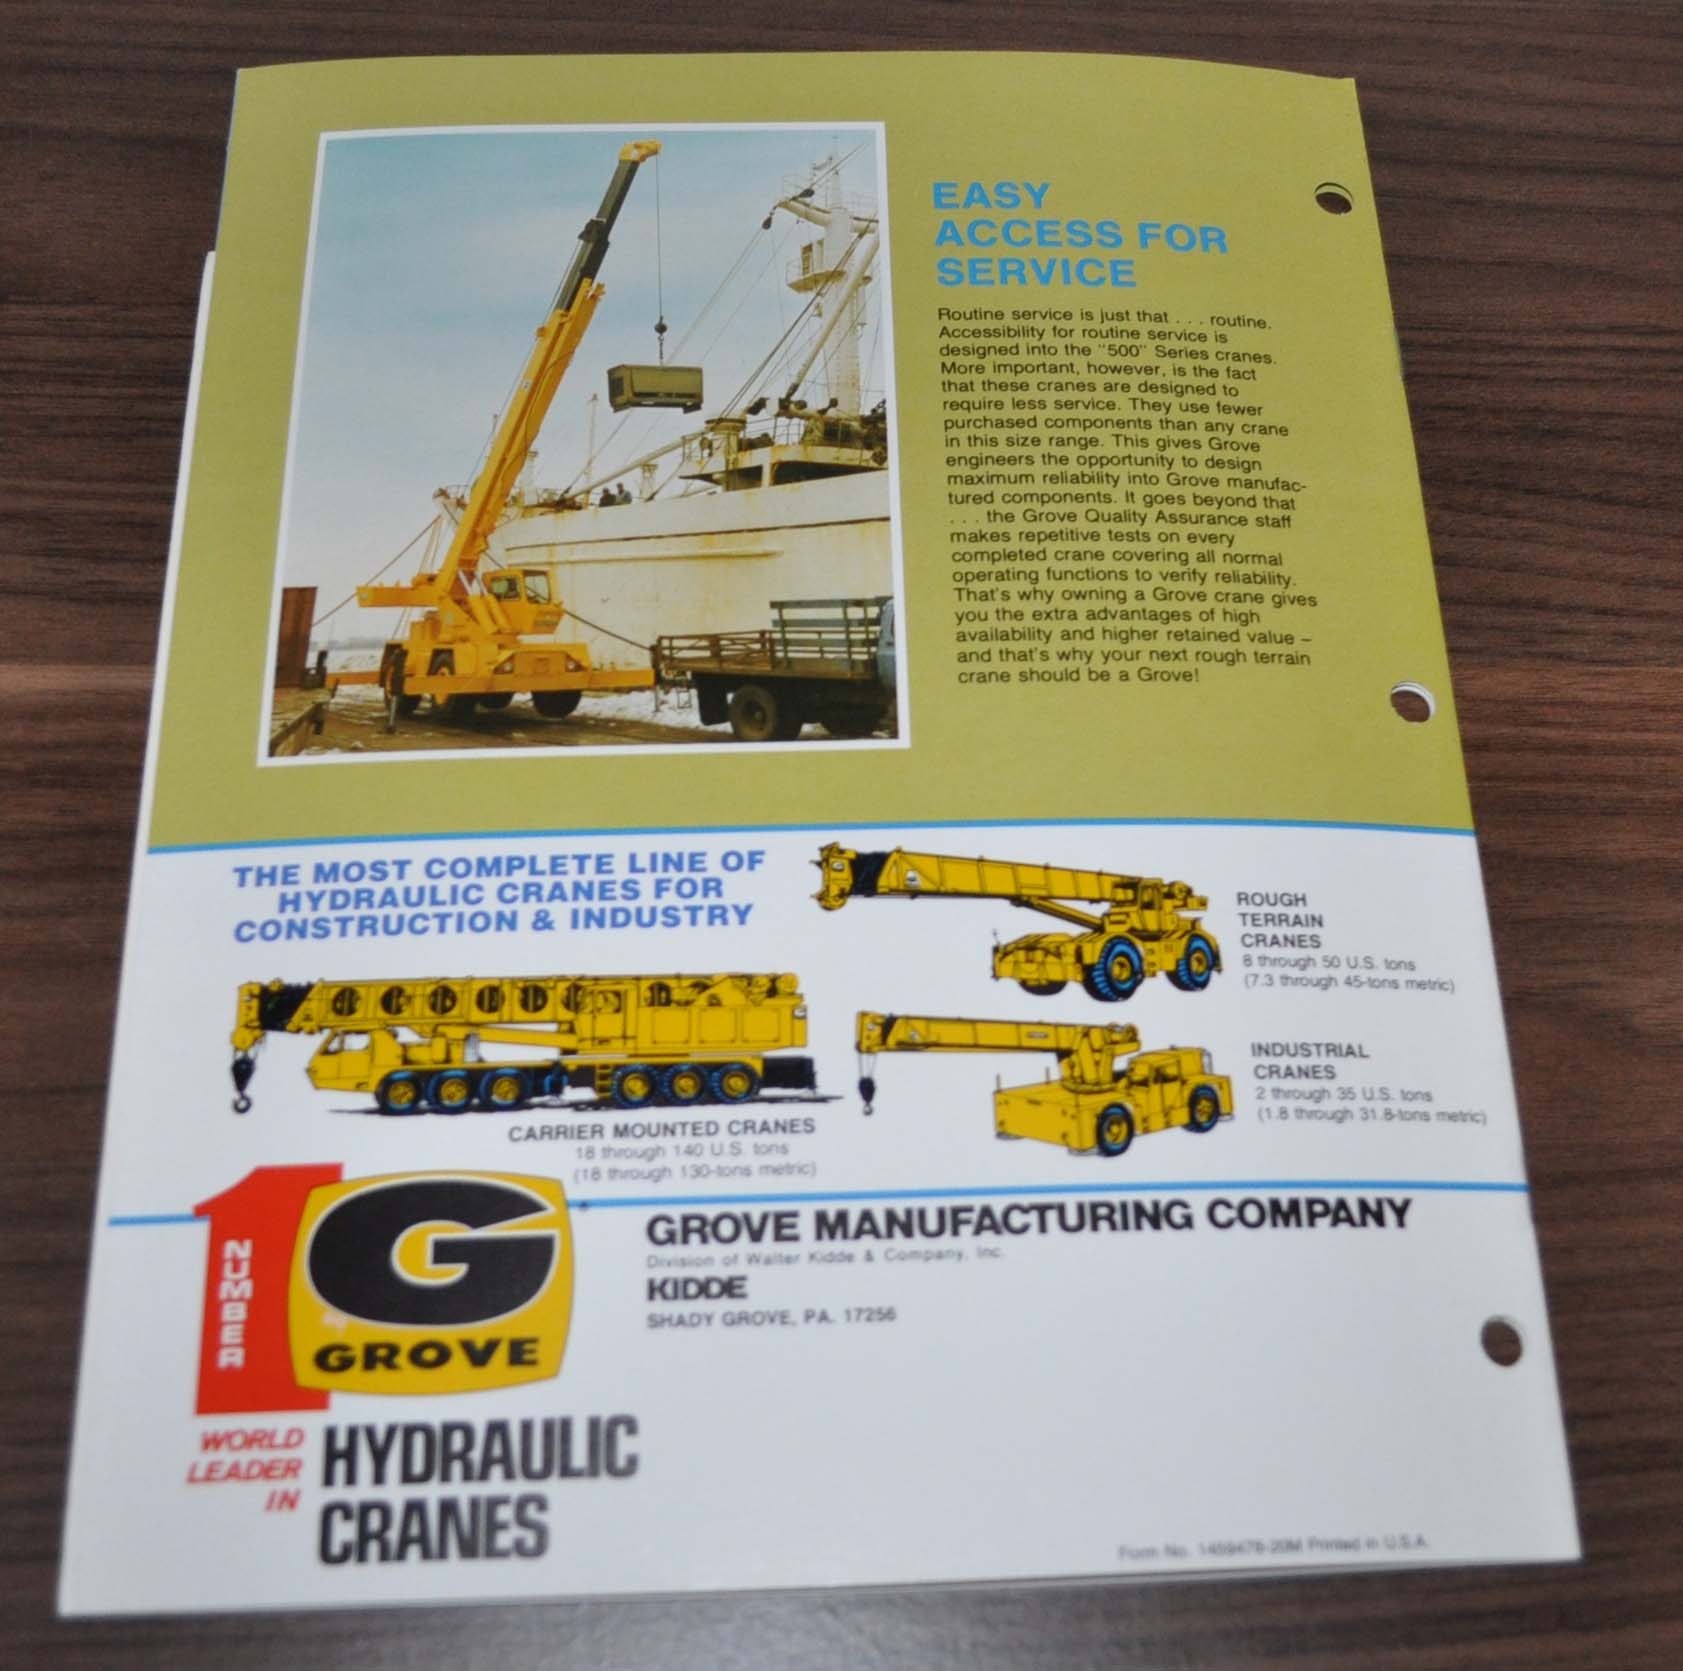 EASY
ACCESS FOR
SERVICE
Routine service is just that . . . routine.
Accessibility for routine service is
designed into the "500" Series cranes.
More important, however, is the fact
that these cranes are designed to
require less service. They use fewer
purchased components than any crane
in this size range. This gives Grove
engineers the opportunity to design
maximum reliability into Grove manufac-
tured components. It goes beyond that
. . . the Grove Quality Assurance staff
makes repetitive tests on every
completed crane covering all normal
operating functions to verify reliability.
That's why owning a Grove crane gives
you the extra advantages of high
availability and higher retained value –
and that's why your next rough terrain
crane should be a Grove!
THE MOST COMPLETE LINE OF
HYDRAULIC CRANES FOR
CONSTRUCTION & INDUSTRY
ROUGH
TERRAIN
CRANES
8 through 50 U.S. tons
(7.3 through 45-tons metric)
INDUSTRIAL
CRANES
2 through 35 U.S. tons
(1.8 through 31.8-tons metric)
CARRIER MOUNTED CRANES
18 through 140 U.S. tons
(18 through 130-tons metric)
1
NUMBER
G
GROVE
WORLD
LEADER
IN
HYDRAULIC
CRANES
GROVE MANUFACTURING COMPANY
Division of Walter Kidde & Company, Inc.
KIDDE
SHADY GROVE, PA. 17256
Form No. 1459478-20M Printed in U.S.A.